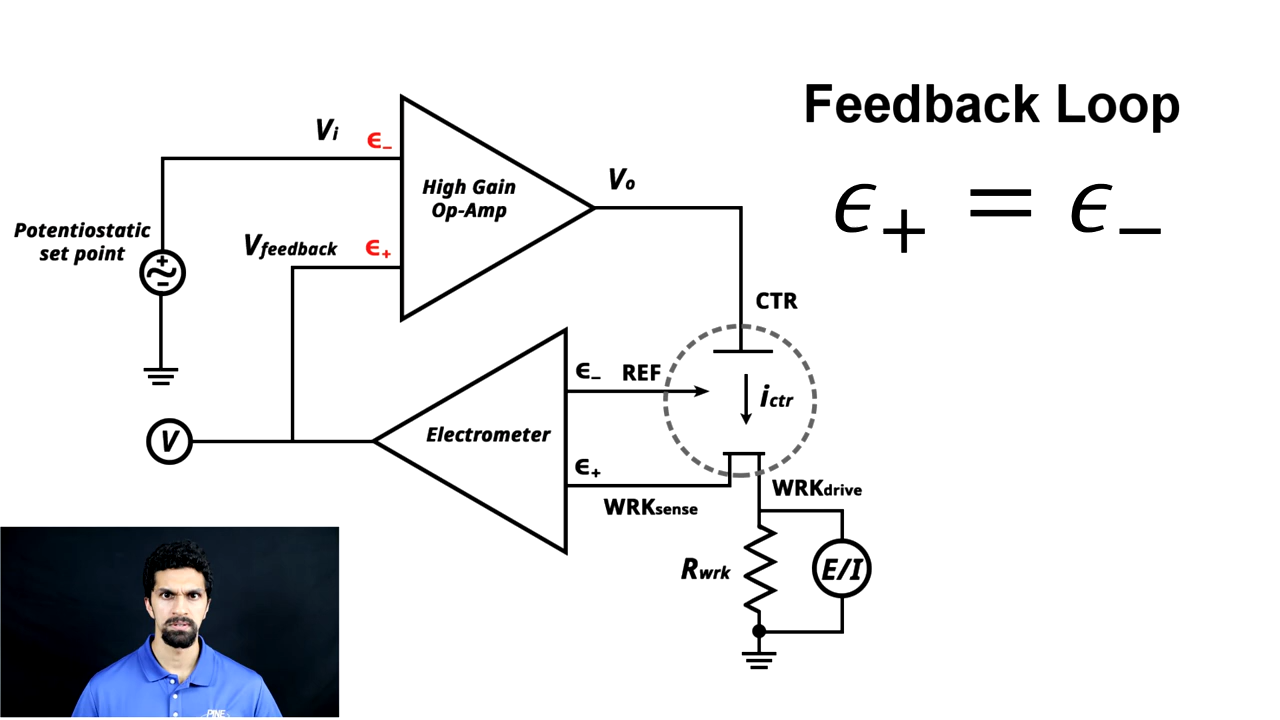 Feedback Loop
ϵ₊ = ϵ₋
Vi
ϵ₋
High Gain
Op-Amp
Vo
Potentiostatic
set point
+
~
−
Vfeedback
ϵ₊
CTR
ϵ₋
REF
ictr
V
Electrometer
ϵ₊
WRKsense
WRKdrive
Rwrk
E/I
PINE